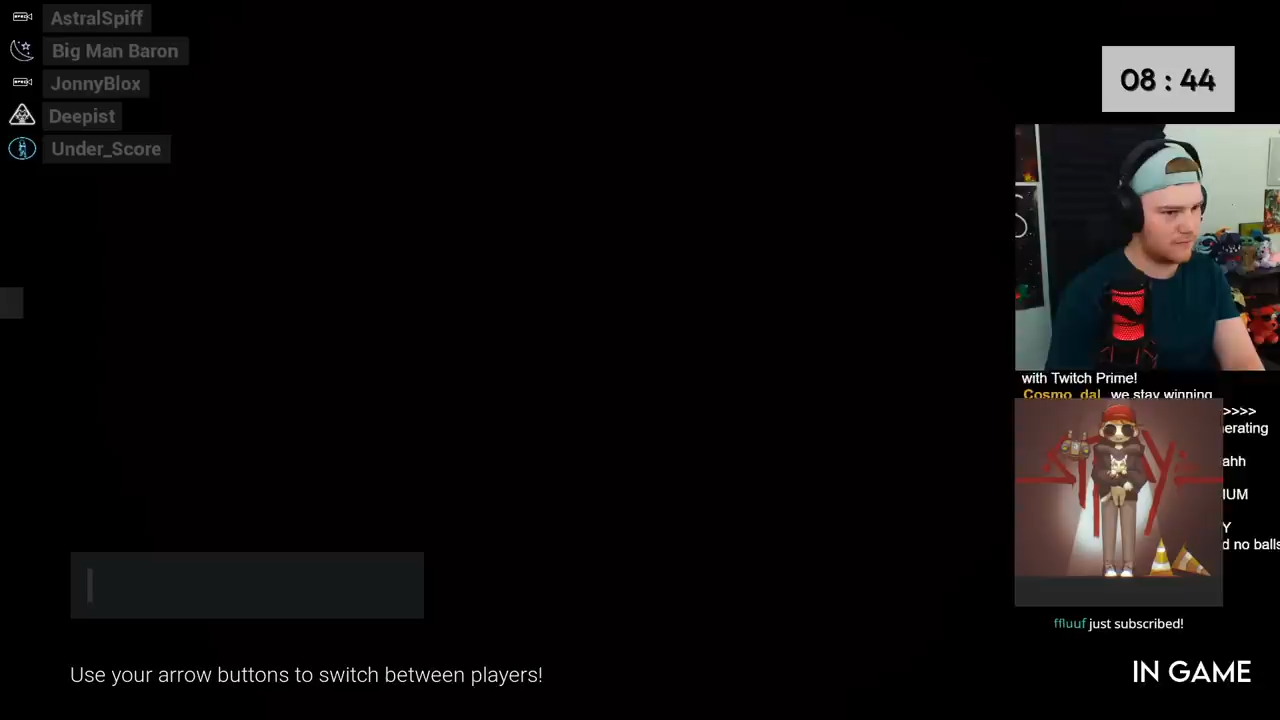 AstralSpiff
Big Man Baron
JonnyBlox
Deepist
Under_Score
08 : 44
with Twitch Prime!
Cosmo_dal we stay winning
>>>>
erating
ahh
IUM
Y
d no balls
ffluuf just subscribed!
Use your arrow buttons to switch between players!
IN GAME